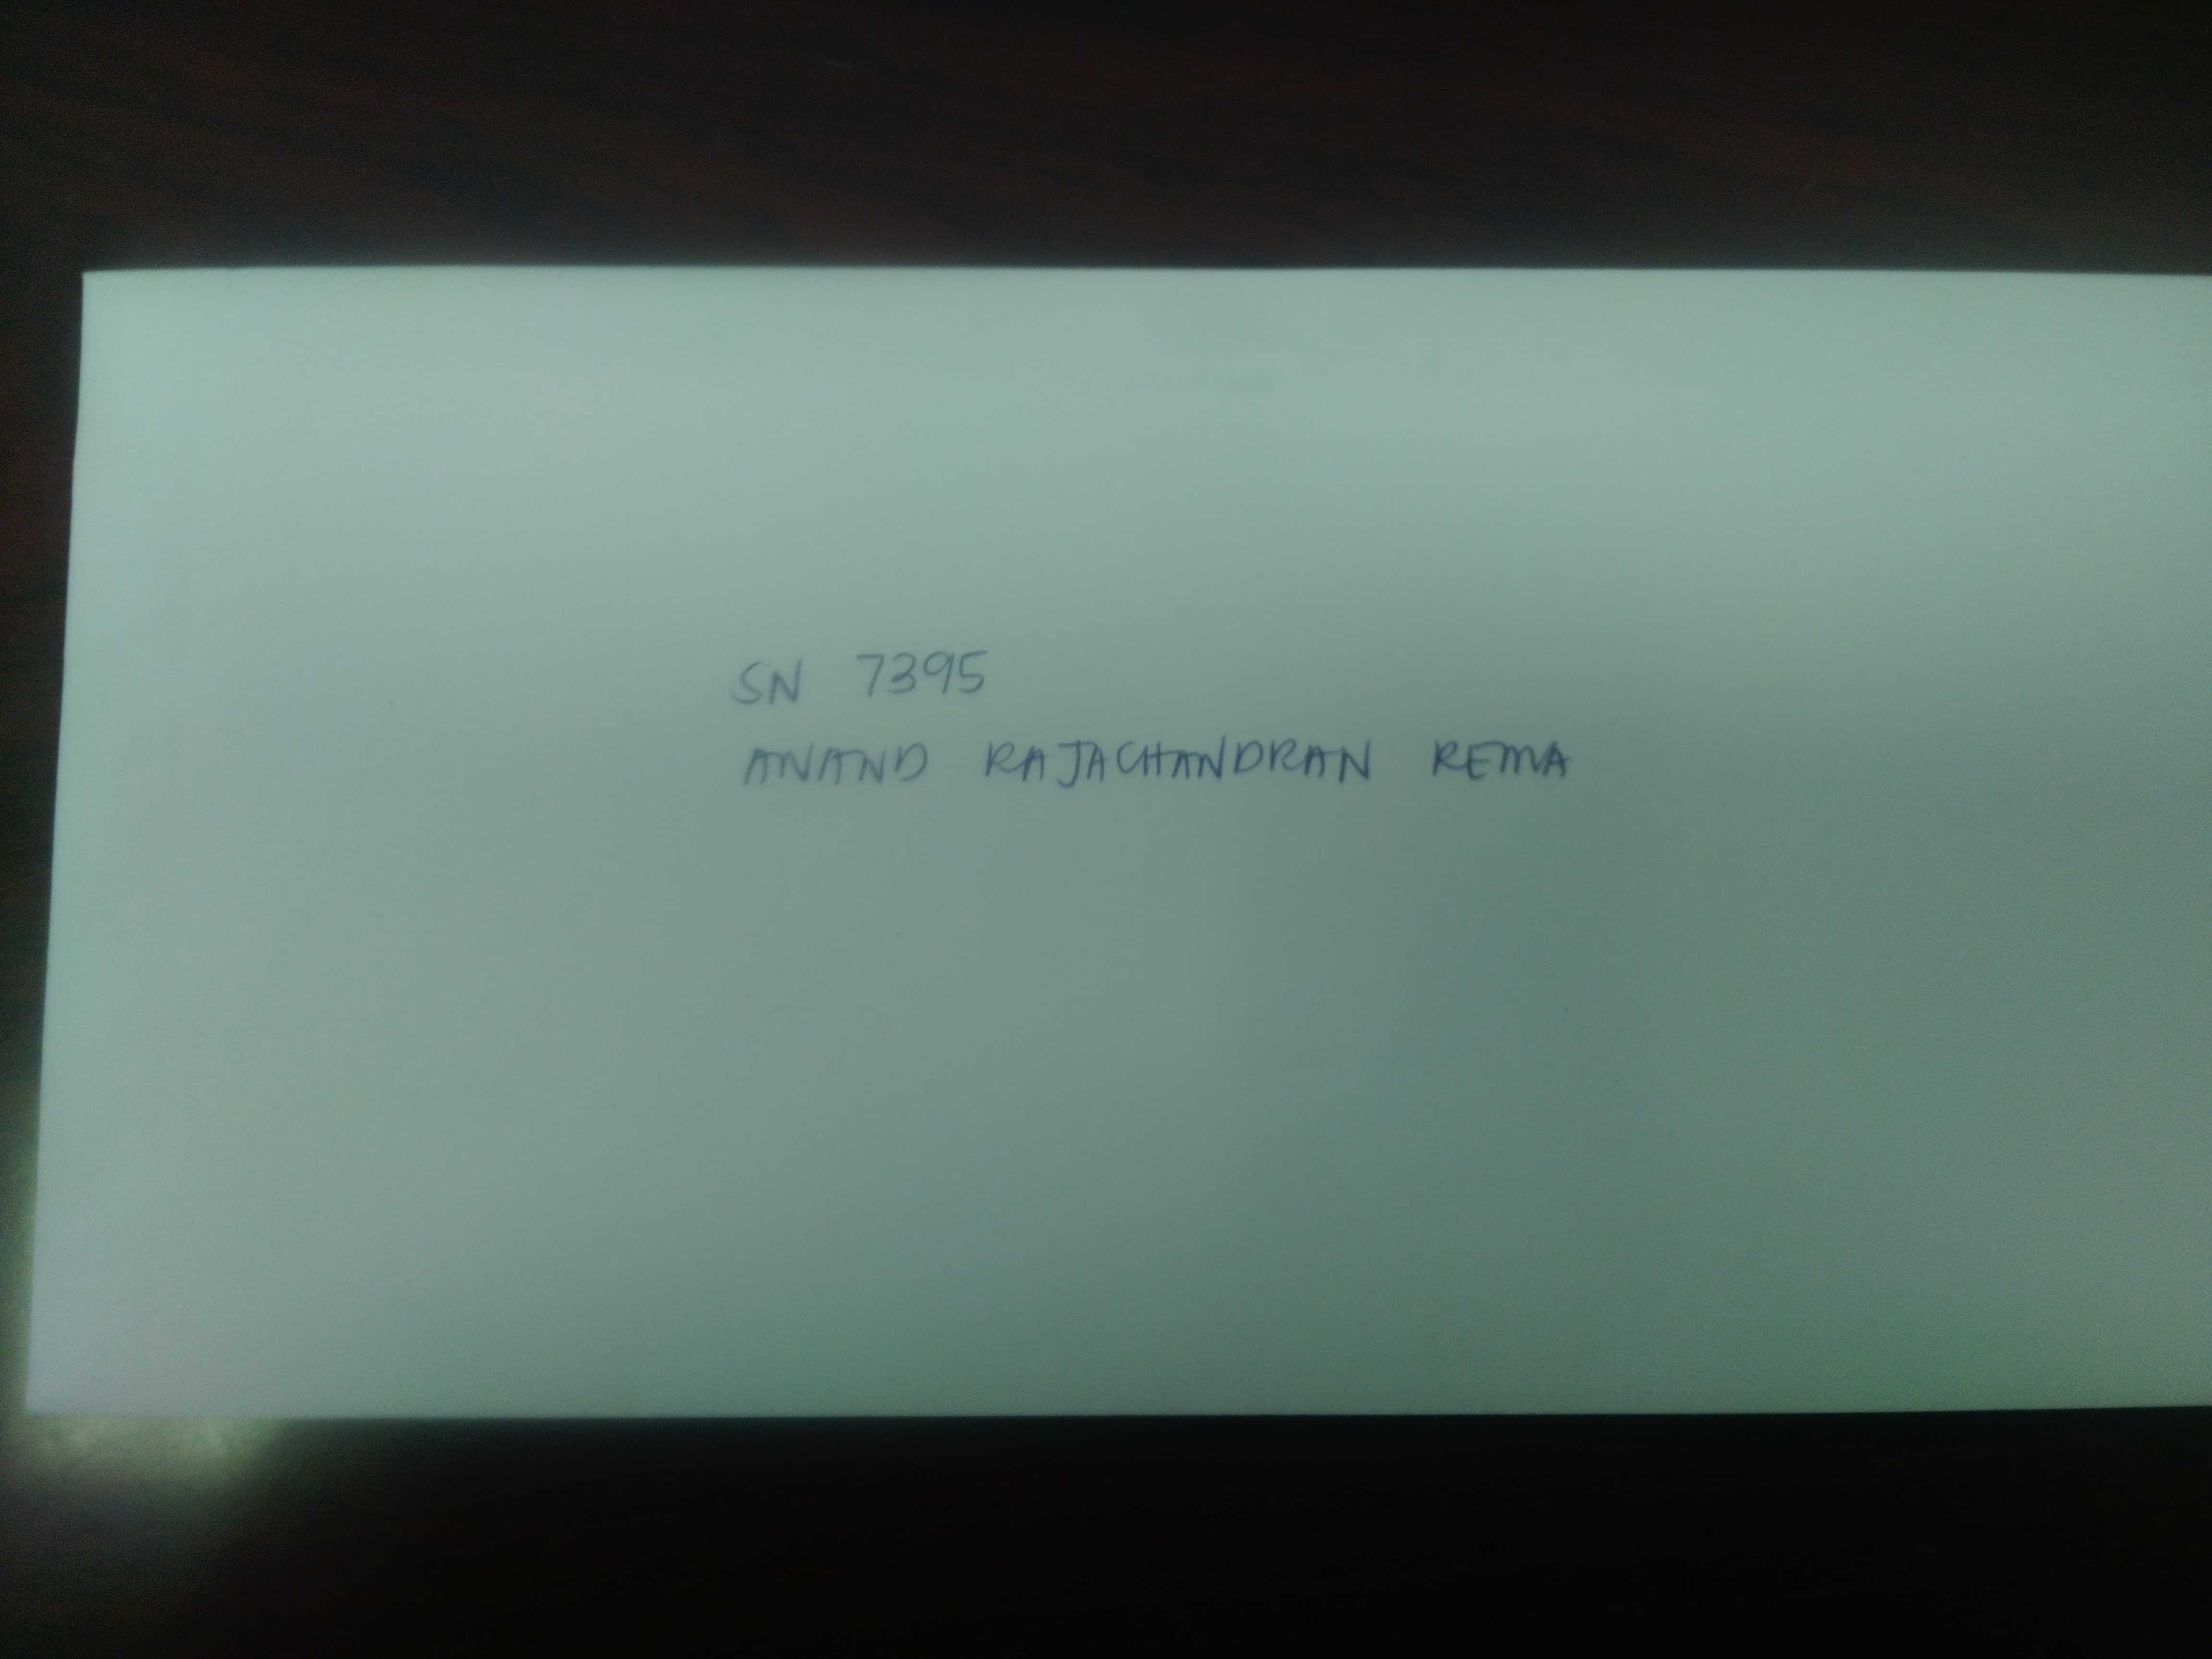 SN 7395
ANAND RAJACHANDRAN REMA